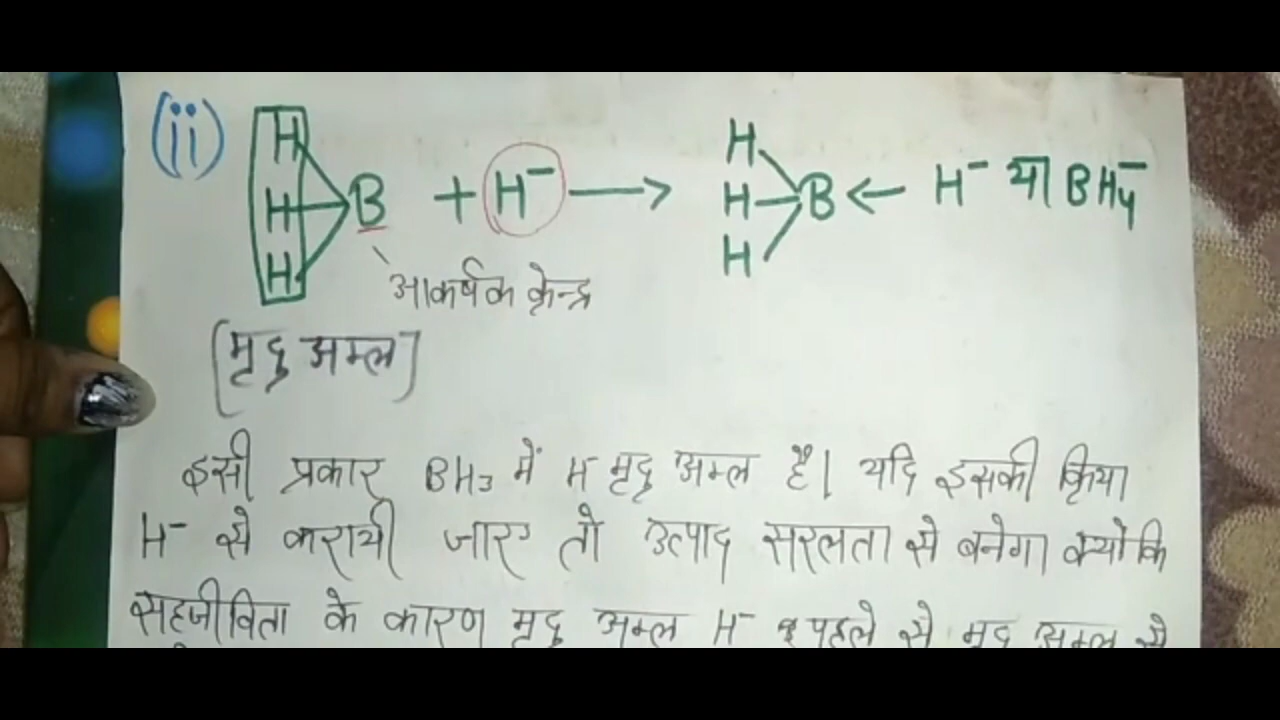 (ii) H H H B + H⁻ ⟶ H H H B ← H⁻ या BH₄⁻
आकर्षक केन्द्र
[मृदु अम्ल]
इसी प्रकार BH₃ में H मृदु अम्ल है। यदि इसकी क्रिया
H⁻ से करायी जाए तो उत्पाद सरलता से बनेगा क्योंकि
सहजीविता के कारण मृदु अम्ल H⁻ पहले से मृदु अम्ल से